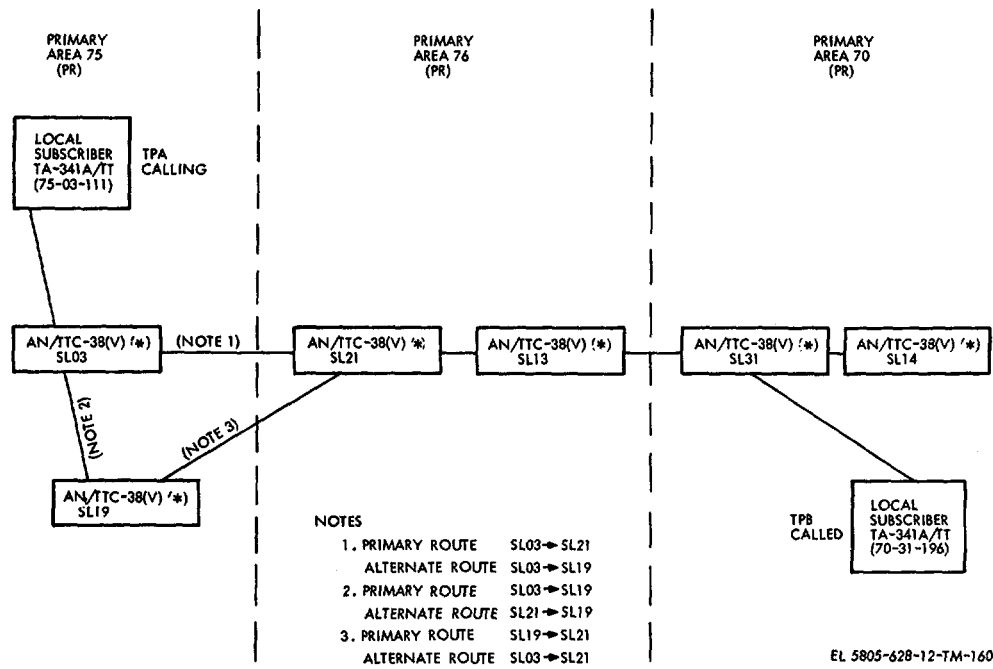 PRIMARY
AREA 75
(PR)
PRIMARY
AREA 76
(PR)
PRIMARY
AREA 70
(PR)
LOCAL
SUBSCRIBER
TA-341A/TT
(75-03-111)
TPA
CALLING
AN/TTC-38(V) (*)
SL03
(NOTE 1)
AN/TTC-38(V) (*)
SL21
AN/TTC-38(V) (*)
SL13
AN/TTC-38(V) (*)
SL31
AN/TTC-38(V) (*)
SL14
(NOTE 2)
(NOTE 3)
AN/TTC-38(V) (*)
SL19
TPB
CALLED
LOCAL
SUBSCRIBER
TA-341A/TT
(70-31-196)
NOTES
1. PRIMARY ROUTE SL03→SL21
ALTERNATE ROUTE SL03→SL19
2. PRIMARY ROUTE SL03→SL19
ALTERNATE ROUTE SL21→SL19
3. PRIMARY ROUTE SL19→SL21
ALTERNATE ROUTE SL03→SL21
EL 5805-628-12-TM-160